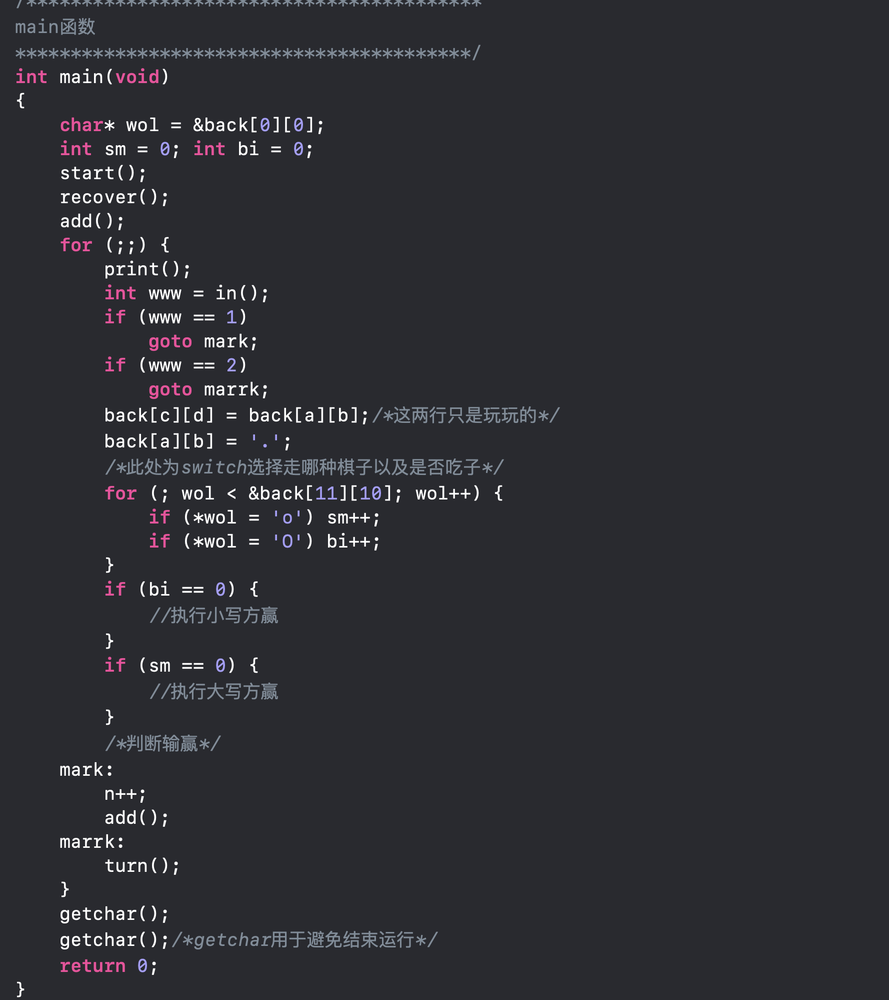 /*****************************************
main函数
*****************************************/
int main(void)
{
    char* wol = &back[0][0];
    int sm = 0; int bi = 0;
    start();
    recover();
    add();
    for (;;) {
        print();
        int www = in();
        if (www == 1)
            goto mark;
        if (www == 2)
            goto marrk;
        back[c][d] = back[a][b];/*这两行只是玩玩的*/
        back[a][b] = '.';
        /*此处为switch选择走哪种棋子以及是否吃子*/
        for (; wol < &back[11][10]; wol++) {
            if (*wol = 'o') sm++;
            if (*wol = 'O') bi++;
        }
        if (bi == 0) {
            //执行小写方赢
        }
        if (sm == 0) {
            //执行大写方赢
        }
        /*判断输赢*/
    mark:
        n++;
        add();
    marrk:
        turn();
    }
    getchar();
    getchar();/*getchar用于避免结束运行*/
    return 0;
}